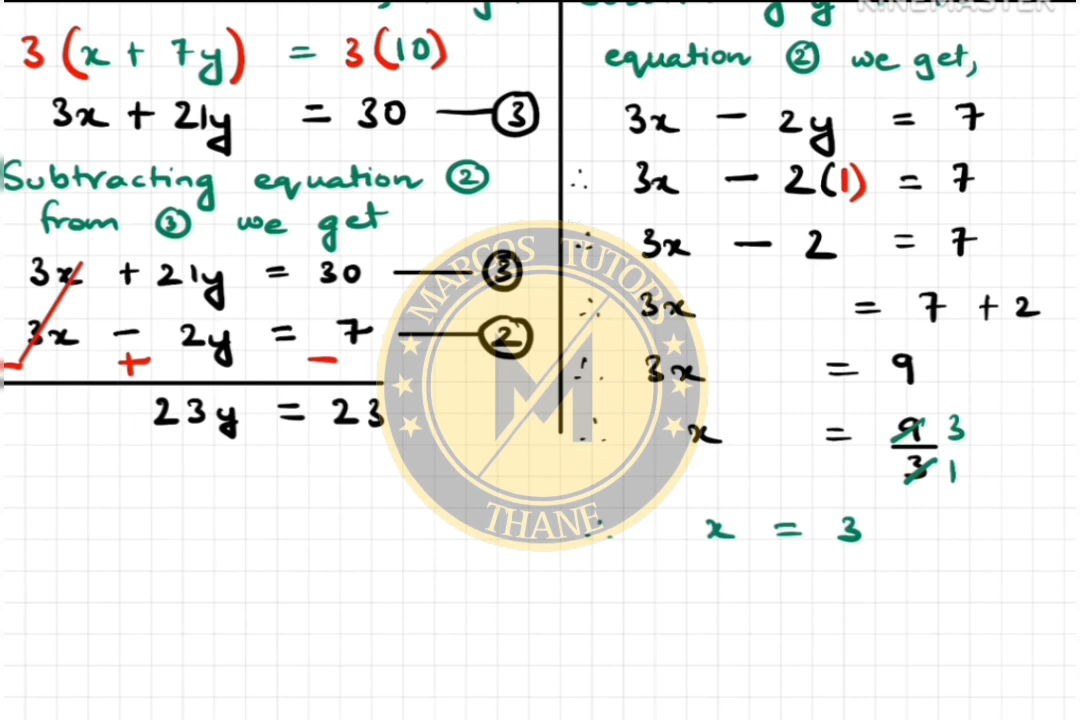 3 (x + 7y) = 3 (10)
3x + 21y = 30 — ③
Subtracting equation ②
from ③ we get
3x + 21y = 30 — ③
3x - 2y = 7 — ②
- + -
23y = 23
KINEMASTER
equation ② we get,
3x - 2y = 7
∴ 3x - 2(1) = 7
∴ 3x - 2 = 7
∴ 3x = 7 + 2
∴ 3x = 9
∴ x = 9/3 3 1
∴ x = 3
MARCOS TUTORS
M
THANE